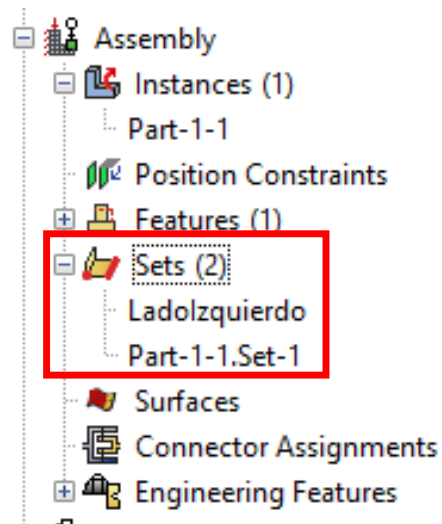 Assembly
Instances (1)
Part-1-1
Position Constraints
Features (1)
Sets (2)
LadoIzquierdo
Part-1-1.Set-1
Surfaces
Connector Assignments
Engineering Features